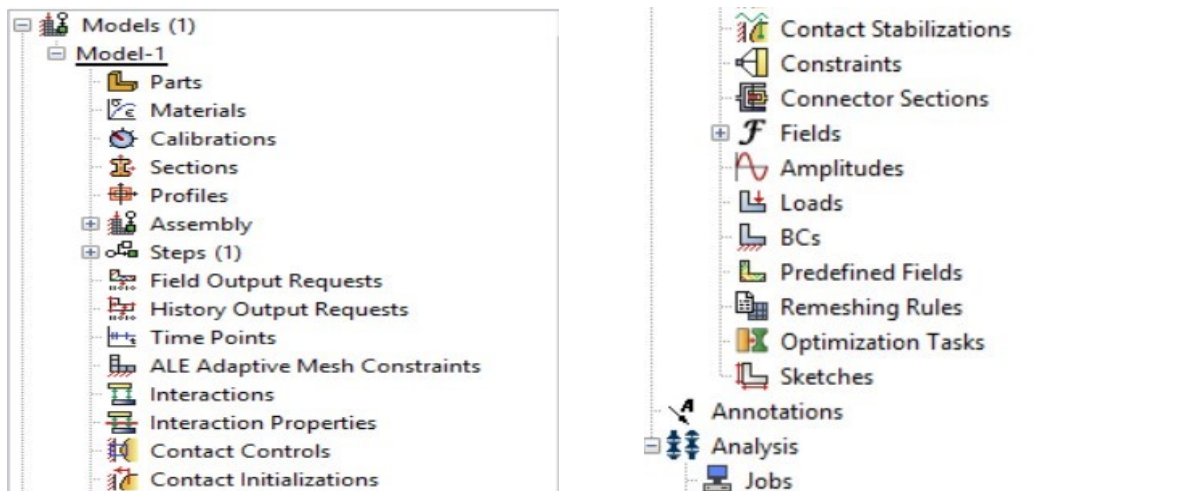 Models (1)
Model-1
Parts
Materials
Calibrations
Sections
Profiles
Assembly
Steps (1)
Field Output Requests
History Output Requests
Time Points
ALE Adaptive Mesh Constraints
Interactions
Interaction Properties
Contact Controls
Contact Initializations
Contact Stabilizations
Constraints
Connector Sections
Fields
Amplitudes
Loads
BCs
Predefined Fields
Remeshing Rules
Optimization Tasks
Sketches
Annotations
Analysis
Jobs